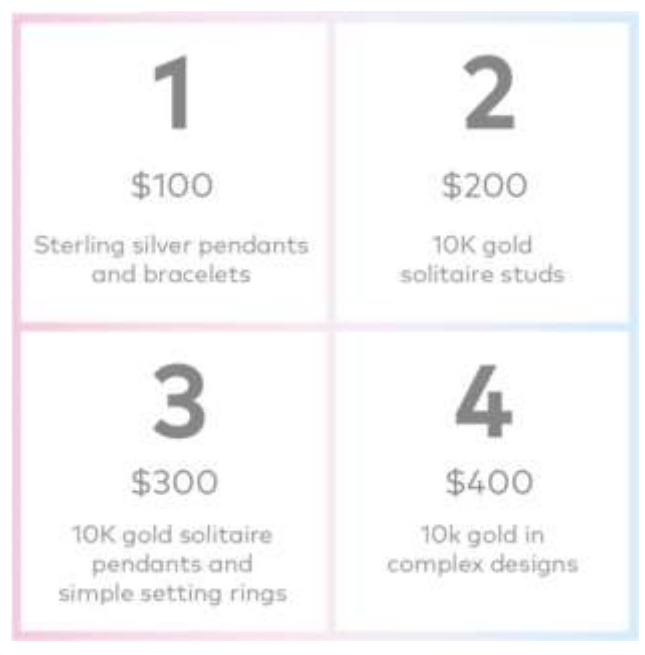 1
$100
Sterling silver pendants
and bracelets
2
$200
10K gold
solitaire studs
3
$300
10K gold solitaire
pendants and
simple setting rings
4
$400
10k gold in
complex designs